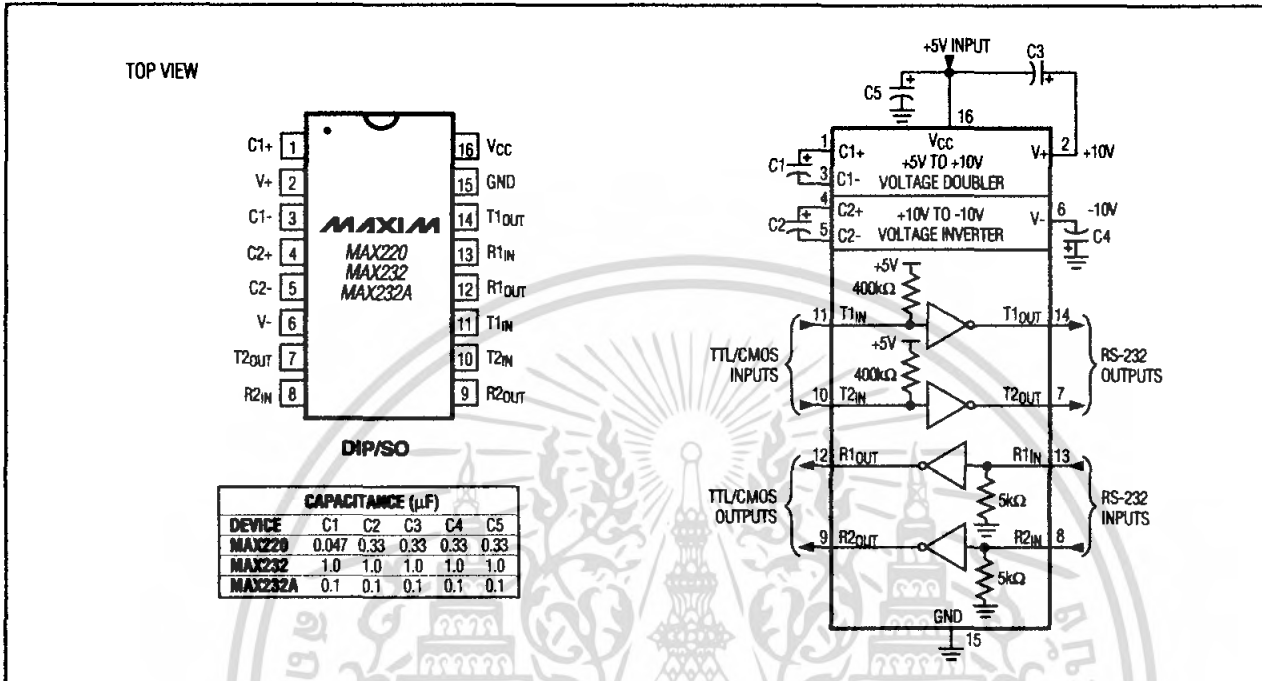 TOP VIEW
C1+ 1
V+ 2
C1- 3
C2+ 4
C2- 5
V- 6
T2OUT 7
R2IN 8
16 VCC
15 GND
14 T1OUT
13 R1IN
12 R1OUT
11 T1IN
10 T2IN
9 R2OUT
MAXIM
MAX220
MAX232
MAX232A
DIP/SO
CAPACITANCE (μF)
DEVICE C1 C2 C3 C4 C5
MAX220 0.047 0.33 0.33 0.33 0.33
MAX232 1.0 1.0 1.0 1.0 1.0
MAX232A 0.1 0.1 0.1 0.1 0.1
+5V INPUT
C3
+
C5
+
16
VCC
1 C1+
C1 +
3 C1-
+5V TO +10V
VOLTAGE DOUBLER
V+ 2 +10V
4 C2+
C2 +
5 C2-
+10V TO -10V
VOLTAGE INVERTER
V- 6 -10V
C4
+
+5V
400kΩ
11 T1IN
T1OUT 14
+5V
400kΩ
10 T2IN
T2OUT 7
TTL/CMOS
INPUTS
RS-232
OUTPUTS
12 R1OUT
R1IN 13
5kΩ
9 R2OUT
R2IN 8
5kΩ
TTL/CMOS
OUTPUTS
RS-232
INPUTS
GND
15